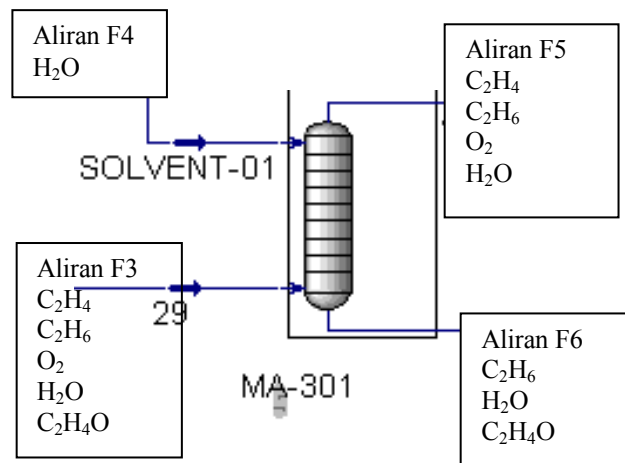 Aliran F4
H₂O
Aliran F5
C₂H₄
C₂H₆
O₂
H₂O
SOLVENT-01
Aliran F3
C₂H₄
C₂H₆
O₂
H₂O
C₂H₄O
29
MA-301
Aliran F6
C₂H₆
H₂O
C₂H₄O